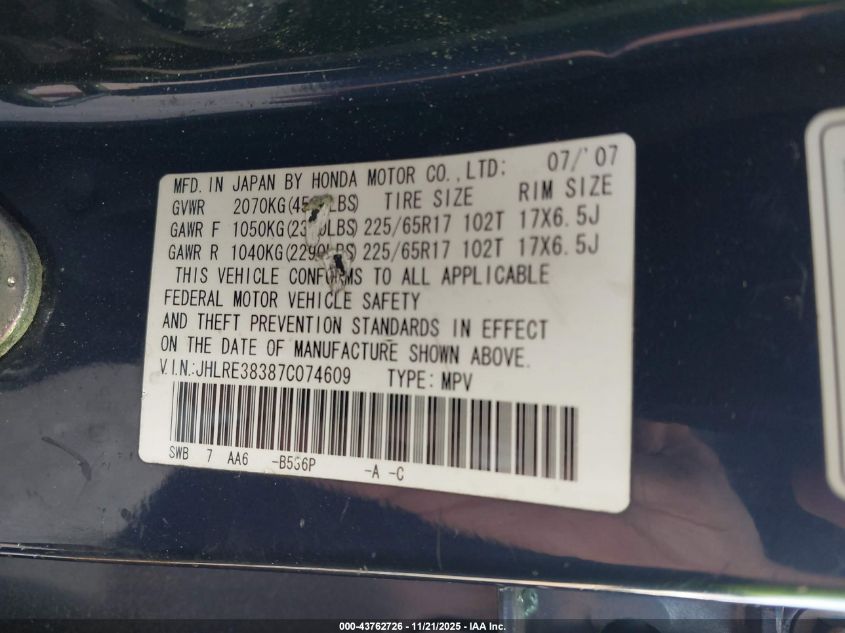 MFD. IN JAPAN BY HONDA MOTOR CO.,LTD: 07/'07
GVWR 2070KG( LBS) TIRE SIZE RIM SIZE
GAWR F 1050KG( LBS) 225/65R17 102T 17X6.5J
GAWR R 1040KG(2290LBS) 225/65R17 102T 17X6.5J
THIS VEHICLE CONFORMS TO ALL APPLICABLE
FEDERAL MOTOR VEHICLE SAFETY
AND THEFT PREVENTION STANDARDS IN EFFECT
ON THE DATE OF MANUFACTURE SHOWN ABOVE.
V.I.N.:JHLRE38387C074609 TYPE: MPV
SWB 7 AA6 -B536P -A -C
000-43762726 - 11/21/2025 - IAA Inc.